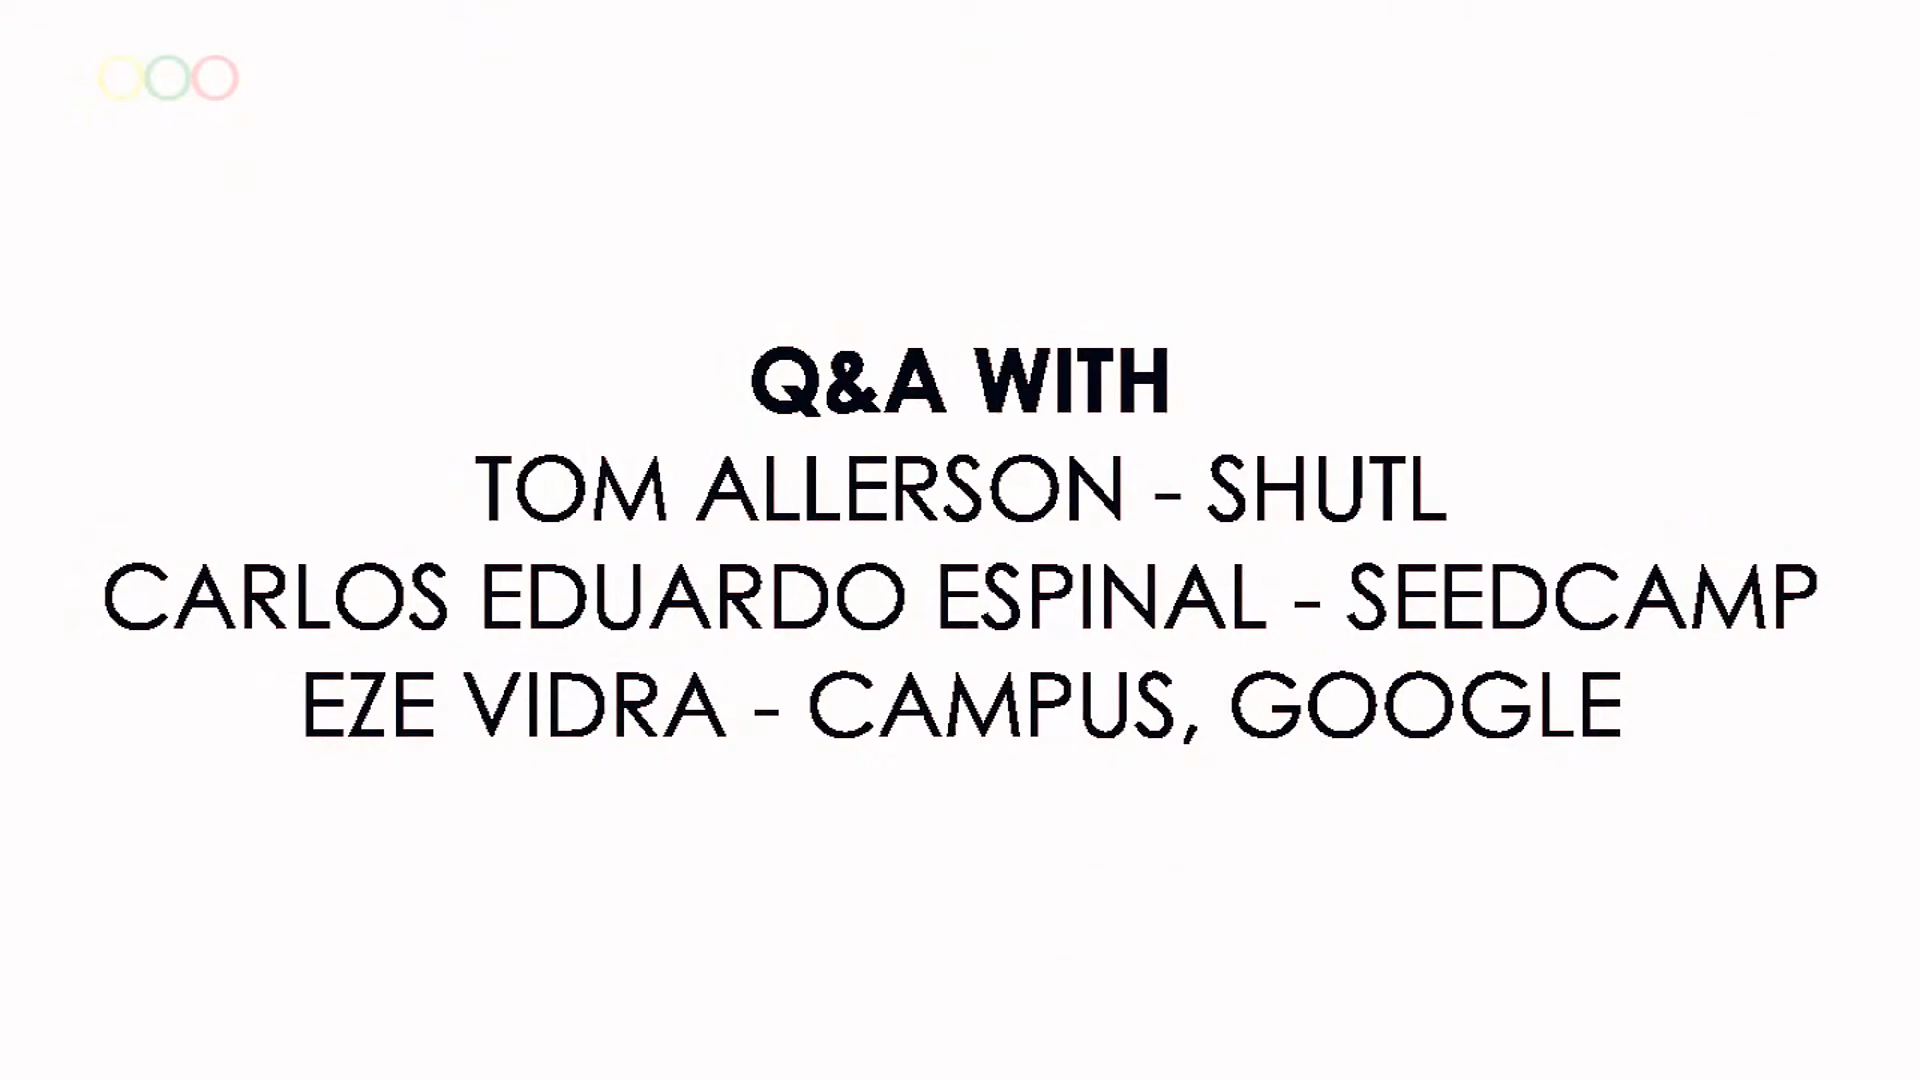 Q&A WITH
TOM ALLERSON - SHUTL
CARLOS EDUARDO ESPINAL - SEEDCAMP
EZE VIDRA - CAMPUS, GOOGLE